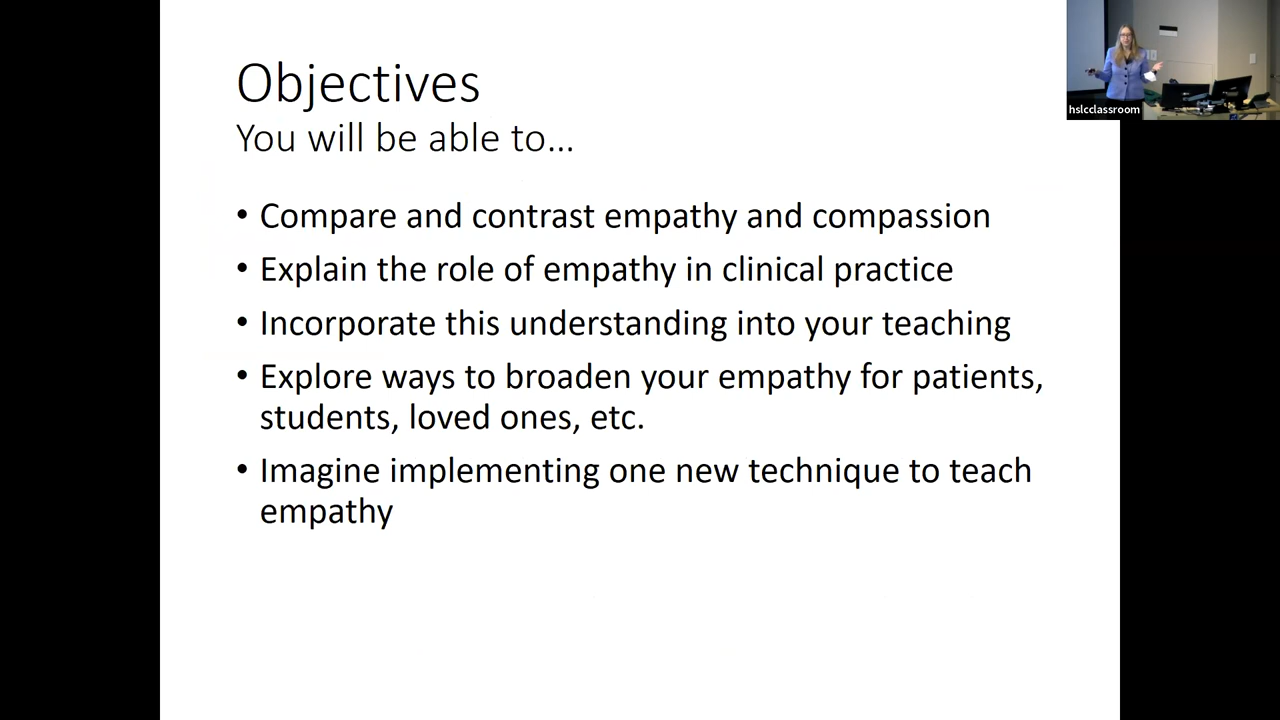 Objectives
You will be able to...
• Compare and contrast empathy and compassion
• Explain the role of empathy in clinical practice
• Incorporate this understanding into your teaching
• Explore ways to broaden your empathy for patients,
students, loved ones, etc.
• Imagine implementing one new technique to teach
empathy
hslcclassroom